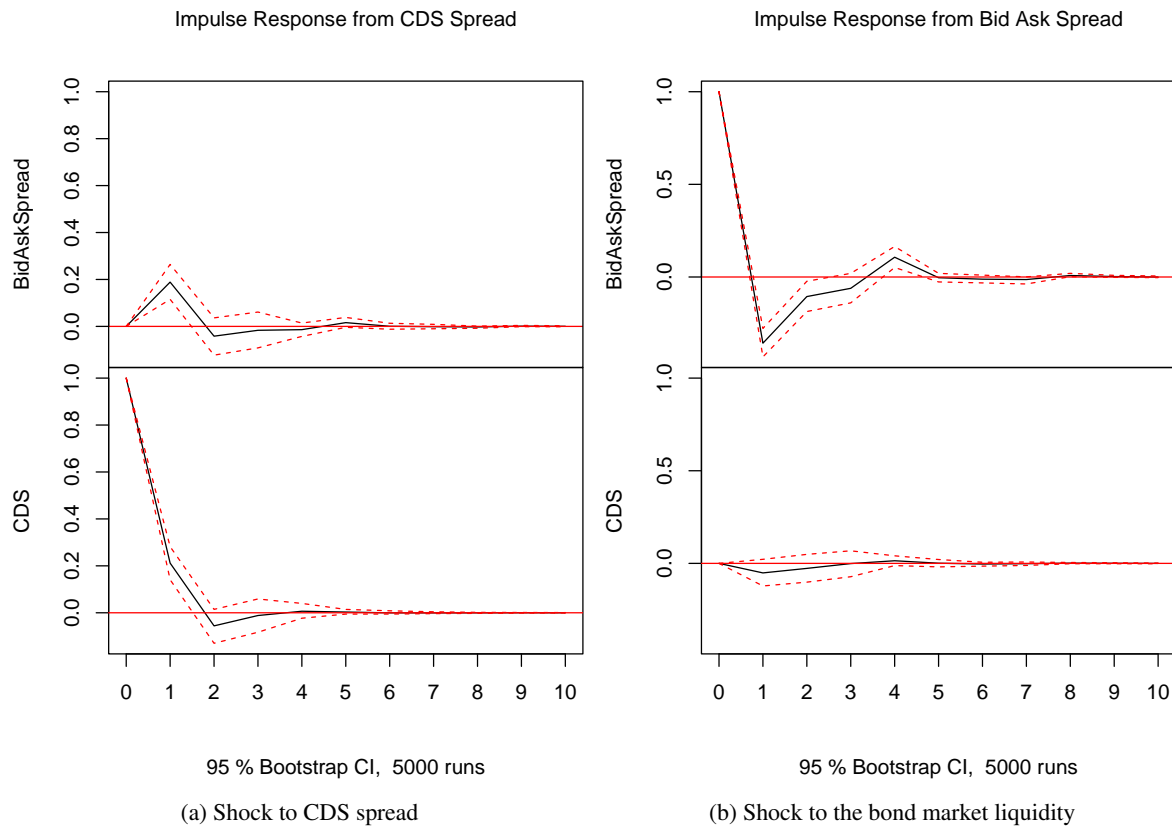 Impulse Response from CDS Spread
BidAskSpread
1.0
0.8
0.6
0.4
0.2
0.0
CDS
1.0
0.8
0.6
0.4
0.2
0.0
0 1 2 3 4 5 6 7 8 9 10
95 % Bootstrap CI, 5000 runs
(a) Shock to CDS spread
Impulse Response from Bid Ask Spread
BidAskSpread
1.0
0.5
0.0
CDS
1.0
0.5
0.0
0 1 2 3 4 5 6 7 8 9 10
95 % Bootstrap CI, 5000 runs
(b) Shock to the bond market liquidity